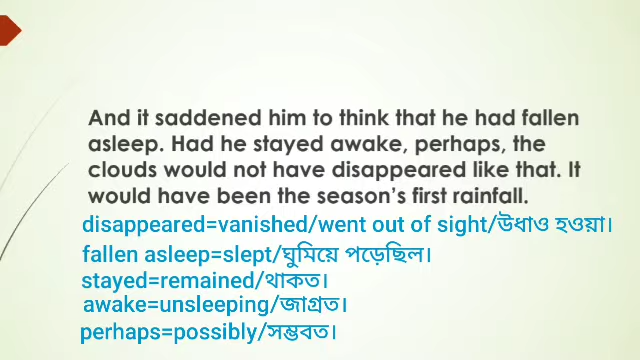 And it saddened him to think that he had fallen
asleep. Had he stayed awake, perhaps, the
clouds would not have disappeared like that. It
would have been the season’s first rainfall.
disappeared=vanished/went out of sight/উধাও হওয়া।
fallen asleep=slept/ঘুমিয়ে পড়েছিল।
stayed=remained/থাকত।
awake=unsleeping/জাগ্রত।
perhaps=possibly/সম্ভবত।